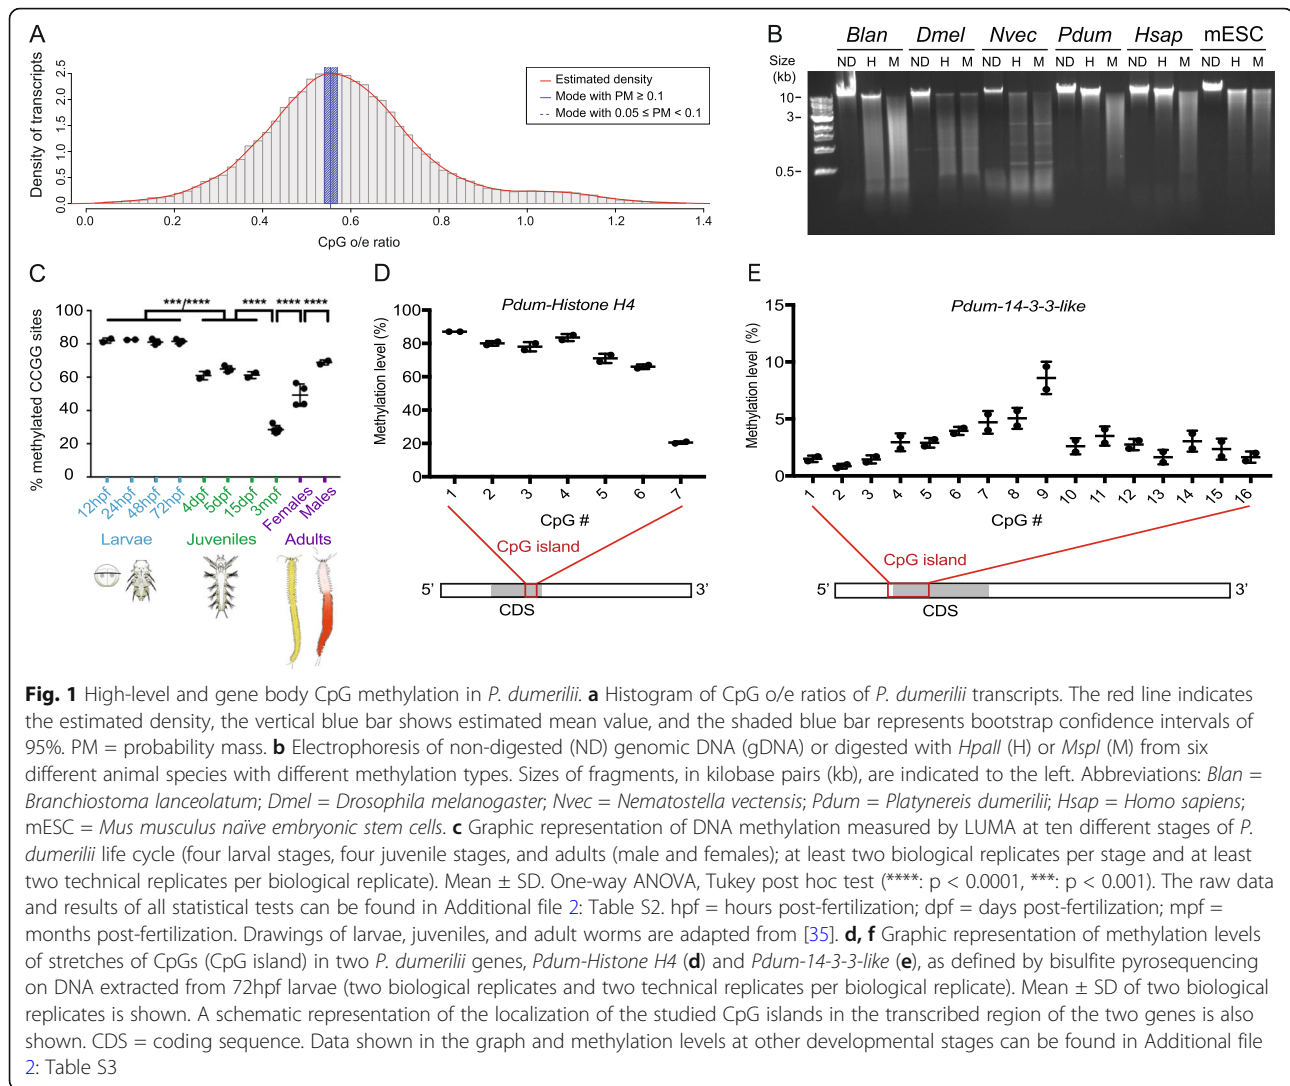 A
Density of transcripts
2.5
2.0
1.5
1.0
0.5
0.0
0.0 0.2 0.4 0.6 0.8 1.0 1.2 1.4
CpG o/e ratio
Estimated density
Mode with PM ≥ 0.1
Mode with 0.05 ≤ PM < 0.1
B
Blan Dmel Nvec Pdum Hsap mESC
Size (kb)
ND H M ND H M ND H M ND H M ND H M ND H M
10
3
0.5
C
% methylated CCGG sites
100
80
60
40
20
0
***/**** **** **** ****
12hpf 24hpf 48hpf 72hpf 4dpf 5dpf 15dpf 3mpf Females Males
Larvae Juveniles Adults
D
Pdum-Histone H4
Methylation level (%)
100
80
60
40
20
0
1 2 3 4 5 6 7
CpG #
CpG island
5' 3'
CDS
E
Pdum-14-3-3-like
Methylation level (%)
15
10
5
0
1 2 3 4 5 6 7 8 9 10 11 12 13 14 15 16
CpG #
CpG island
5' 3'
CDS
Fig. 1 High-level and gene body CpG methylation in P. dumerilii. a Histogram of CpG o/e ratios of P. dumerilii transcripts. The red line indicates
the estimated density, the vertical blue bar shows estimated mean value, and the shaded blue bar represents bootstrap confidence intervals of
95%. PM = probability mass. b Electrophoresis of non-digested (ND) genomic DNA (gDNA) or digested with HpaII (H) or MspI (M) from six
different animal species with different methylation types. Sizes of fragments, in kilobase pairs (kb), are indicated to the left. Abbreviations: Blan =
Branchiostoma lanceolatum; Dmel = Drosophila melanogaster; Nvec = Nematostella vectensis; Pdum = Platynereis dumerilii; Hsap = Homo sapiens;
mESC = Mus musculus naïve embryonic stem cells. c Graphic representation of DNA methylation measured by LUMA at ten different stages of P.
dumerilii life cycle (four larval stages, four juvenile stages, and adults (male and females); at least two biological replicates per stage and at least
two technical replicates per biological replicate). Mean ± SD. One-way ANOVA, Tukey post hoc test (****: p < 0.0001, ***: p < 0.001). The raw data
and results of all statistical tests can be found in Additional file 2: Table S2. hpf = hours post-fertilization; dpf = days post-fertilization; mpf =
months post-fertilization. Drawings of larvae, juveniles, and adult worms are adapted from [35]. d, f Graphic representation of methylation levels
of stretches of CpGs (CpG island) in two P. dumerilii genes, Pdum-Histone H4 (d) and Pdum-14-3-3-like (e), as defined by bisulfite pyrosequencing
on DNA extracted from 72hpf larvae (two biological replicates and two technical replicates per biological replicate). Mean ± SD of two biological
replicates is shown. A schematic representation of the localization of the studied CpG islands in the transcribed region of the two genes is also
shown. CDS = coding sequence. Data shown in the graph and methylation levels at other developmental stages can be found in Additional file
2: Table S3